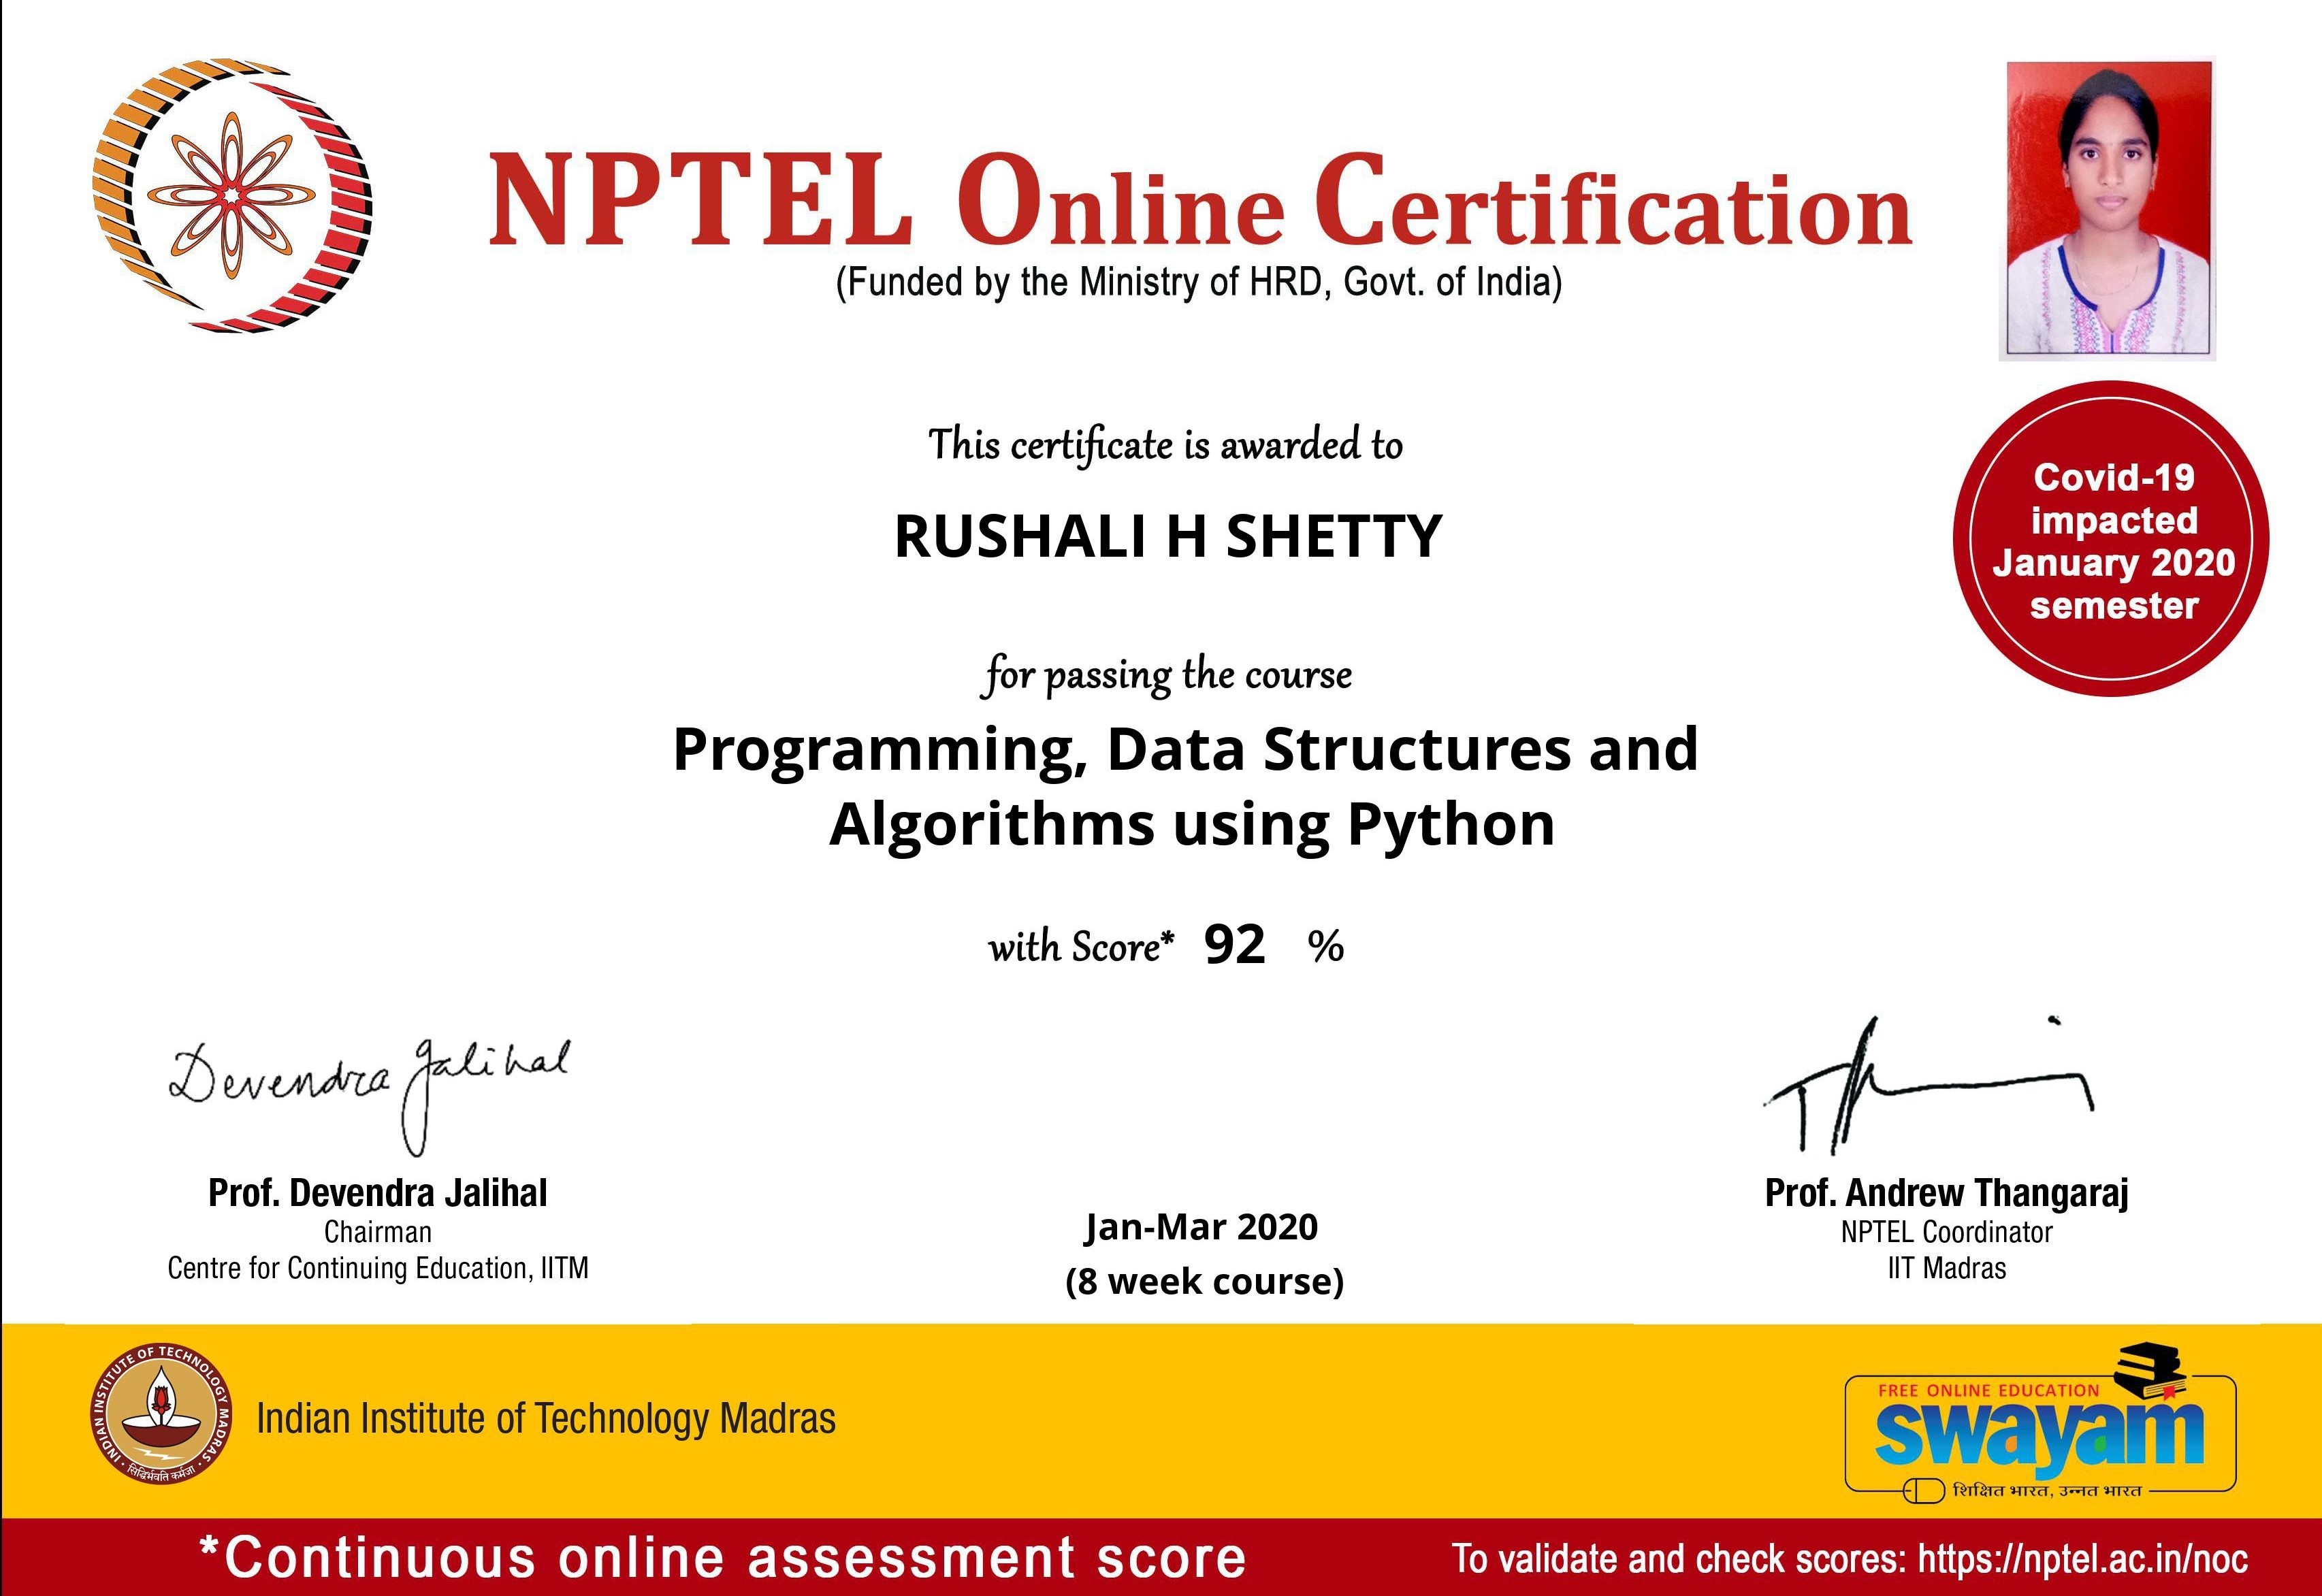 NPTEL Online Certification
(Funded by the Ministry of HRD, Govt. of India)
This certificate is awarded to
RUSHALI H SHETTY
Covid-19
impacted
January 2020
semester
for passing the course
Programming, Data Structures and
Algorithms using Python
with Score* 92 %
Devendra Jalihal
Prof. Devendra Jalihal
Chairman
Centre for Continuing Education, IITM
Jan-Mar 2020
(8 week course)
Prof. Andrew Thangaraj
NPTEL Coordinator
IIT Madras
INDIAN INSTITUTE OF TECHNOLOGY MADRAS
सिद्धिर्भवति कर्मजा
Indian Institute of Technology Madras
FREE ONLINE EDUCATION
swayam
शिक्षित भारत, उन्नत भारत
*Continuous online assessment score
To validate and check scores: https://nptel.ac.in/noc